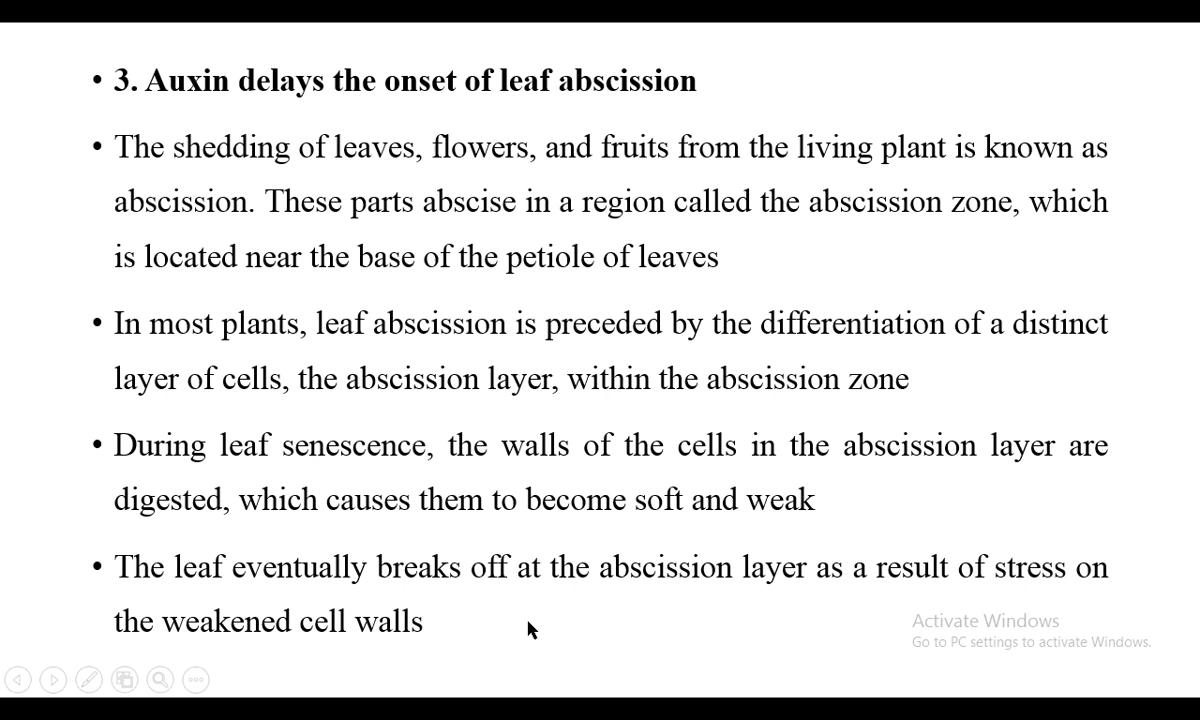 • 3. Auxin delays the onset of leaf abscission
• The shedding of leaves, flowers, and fruits from the living plant is known as
abscission. These parts abscise in a region called the abscission zone, which
is located near the base of the petiole of leaves
• In most plants, leaf abscission is preceded by the differentiation of a distinct
layer of cells, the abscission layer, within the abscission zone
• During leaf senescence, the walls of the cells in the abscission layer are
digested, which causes them to become soft and weak
• The leaf eventually breaks off at the abscission layer as a result of stress on
the weakened cell walls
Activate Windows
Go to PC settings to activate Windows.